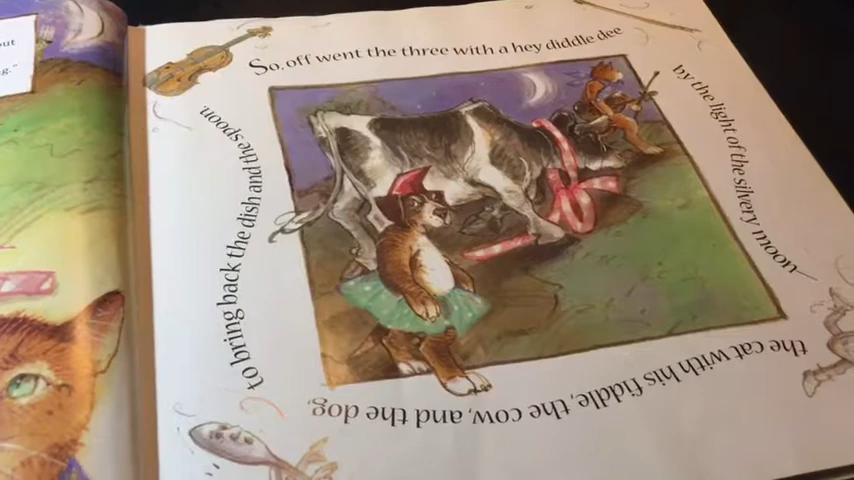 out
g."
So, off went the three with a hey diddle dee
by the light of the silvery moon
the cat with his fiddle, the cow, and the dog,
to bring back the dish and the spoon.